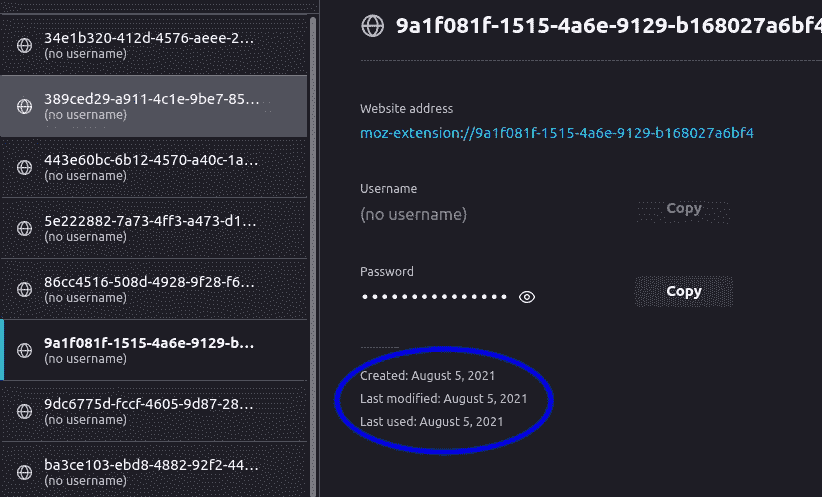 34e1b320-412d-4576-aeee-2...
(no username)
389ced29-a911-4c1e-9be7-85...
(no username)
443e60bc-6b12-4570-a40c-1a...
(no username)
5e222882-7a73-4ff3-a473-d1...
(no username)
86cc4516-508d-4928-9f28-f6...
(no username)
9a1f081f-1515-4a6e-9129-b...
(no username)
9dc6775d-fccf-4605-9d87-28...
(no username)
ba3ce103-ebd8-4882-92f2-44...
(no username)
9a1f081f-1515-4a6e-9129-b168027a6bf4
Website address
moz-extension://9a1f081f-1515-4a6e-9129-b168027a6bf4
Username
(no username) Copy
Password
••••••••••••••• Copy
Created: August 5, 2021
Last modified: August 5, 2021
Last used: August 5, 2021